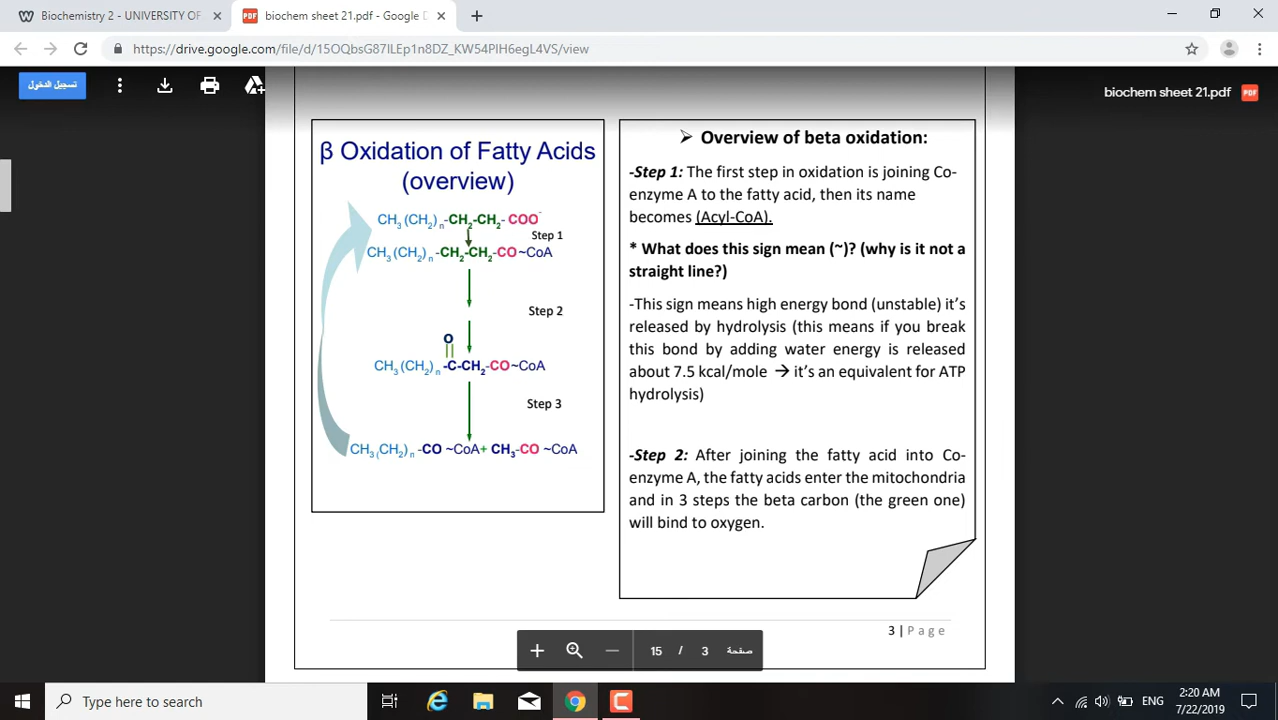 Biochemistry 2 - UNIVERSITY OF
biochem sheet 21.pdf - Google D
https://drive.google.com/file/d/15OQbsG87ILEp1n8DZ_KW54PIH6egL4VS/view
تسجيل الدخول
biochem sheet 21.pdf
PDF
β Oxidation of Fatty Acids
(overview)
CH3(CH2)n-CH2-CH2-COO-
Step 1
CH3(CH2)n-CH2-CH2-CO~CoA
Step 2
O
CH3(CH2)n-C-CH2-CO~CoA
Step 3
CH3(CH2)n-CO ~CoA+ CH3-CO ~CoA
➢ Overview of beta oxidation:
-Step 1: The first step in oxidation is joining Co-
enzyme A to the fatty acid, then its name
becomes (Acyl-CoA).
* What does this sign mean (~)? (why is it not a
straight line?)
-This sign means high energy bond (unstable) it's
released by hydrolysis (this means if you break
this bond by adding water energy is released
about 7.5 kcal/mole → it's an equivalent for ATP
hydrolysis)
-Step 2: After joining the fatty acid into Co-
enzyme A, the fatty acids enter the mitochondria
and in 3 steps the beta carbon (the green one)
will bind to oxygen.
3 | Page
15 / 3 صفحة
Type here to search
ENG
2:20 AM
7/22/2019